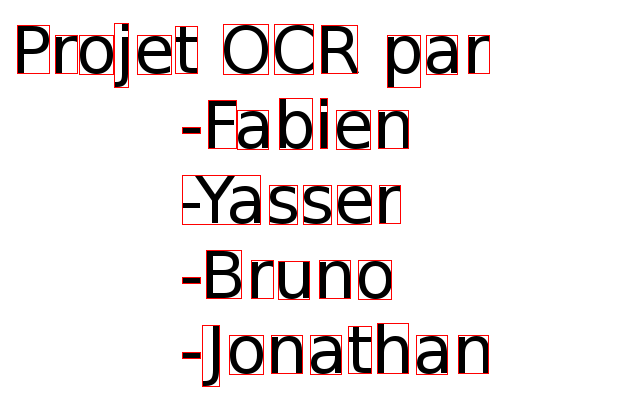 Projet OCR par
-Fabien
-Yasser
-Bruno
-Jonathan